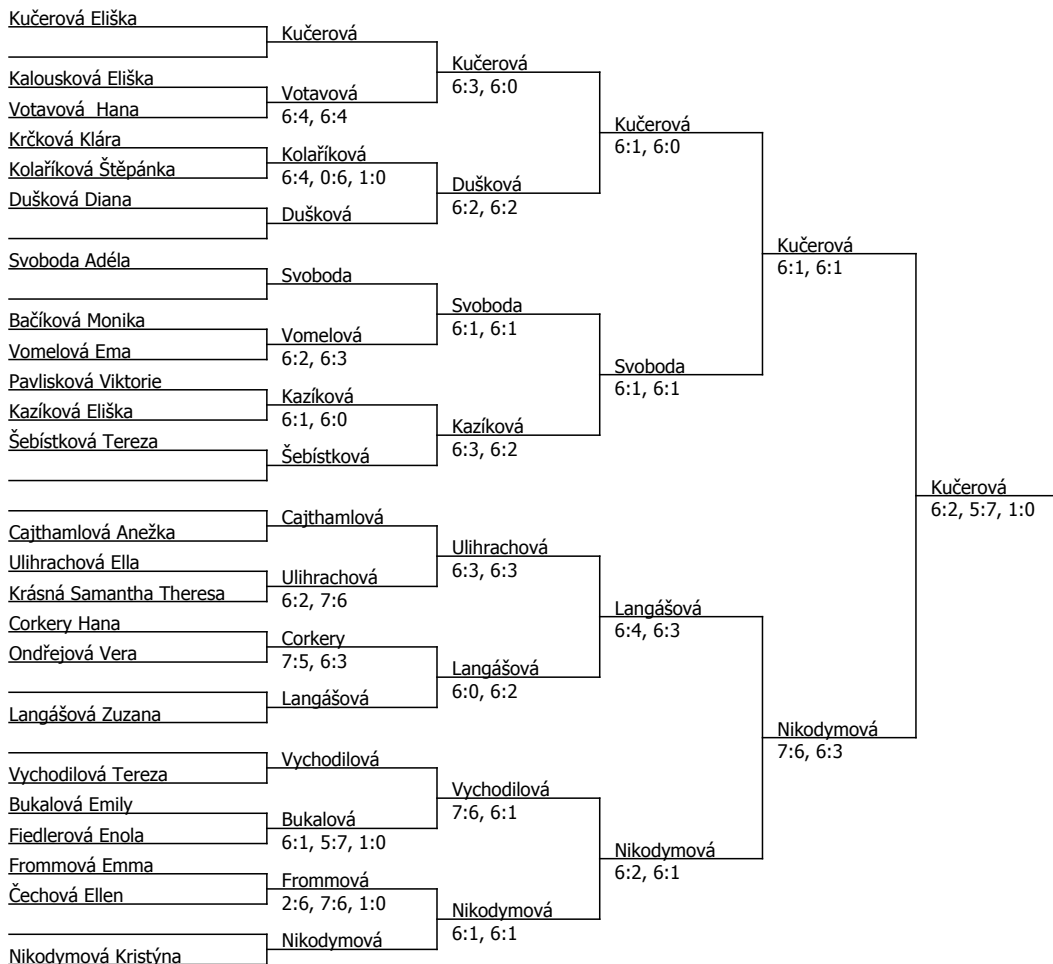 Kučerová Eliška
Kučerová
Kučerová
6:3, 6:0
Kalousková Eliška
Votavová
6:4, 6:4
Votavová  Hana
Kučerová
6:1, 6:0
Krčková Klára
Kolaříková
6:4, 0:6, 1:0
Kolaříková Štěpánka
Dušková
6:2, 6:2
Dušková Diana
Dušková
Kučerová
6:1, 6:1
Svoboda Adéla
Svoboda
Svoboda
6:1, 6:1
Bačíková Monika
Vomelová
6:2, 6:3
Vomelová Ema
Svoboda
6:1, 6:1
Pavlisková Viktorie
Kazíková
6:1, 6:0
Kazíková Eliška
Kazíková
6:3, 6:2
Šebístková Tereza
Šebístková
Kučerová
6:2, 5:7, 1:0
Cajthamlová
Cajthamlová Anežka
Ulihrachová
6:3, 6:3
Ulihrachová Ella
Ulihrachová
6:2, 7:6
Krásná Samantha Theresa
Langášová
6:4, 6:3
Corkery Hana
Corkery
7:5, 6:3
Ondřejová Vera
Langášová
6:0, 6:2
Langášová
Langášová Zuzana
Nikodymová
7:6, 6:3
Vychodilová
Vychodilová Tereza
Vychodilová
7:6, 6:1
Bukalová Emily
Bukalová
6:1, 5:7, 1:0
Fiedlerová Enola
Nikodymová
6:2, 6:1
Frommová Emma
Frommová
2:6, 7:6, 1:0
Čechová Ellen
Nikodymová
6:1, 6:1
Nikodymová
Nikodymová Kristýna